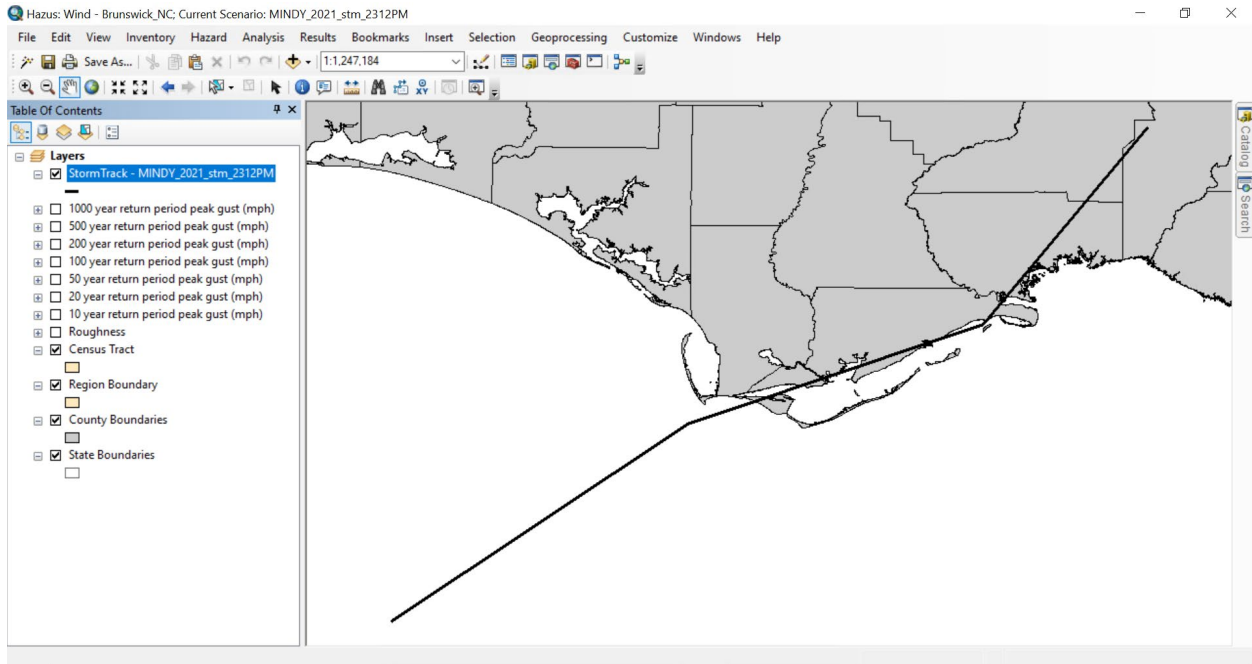 Hazus: Wind - Brunswick_NC; Current Scenario: MINDY_2021_stm_2312PM
File Edit View Inventory Hazard Analysis Results Bookmarks Insert Selection Geoprocessing Customize Windows Help
Save As... 1:1,247,184
Table Of Contents
Layers
StormTrack - MINDY_2021_stm_2312PM
1000 year return period peak gust (mph)
500 year return period peak gust (mph)
200 year return period peak gust (mph)
100 year return period peak gust (mph)
50 year return period peak gust (mph)
20 year return period peak gust (mph)
10 year return period peak gust (mph)
Roughness
Census Tract
Region Boundary
County Boundaries
State Boundaries
Catalog
Search